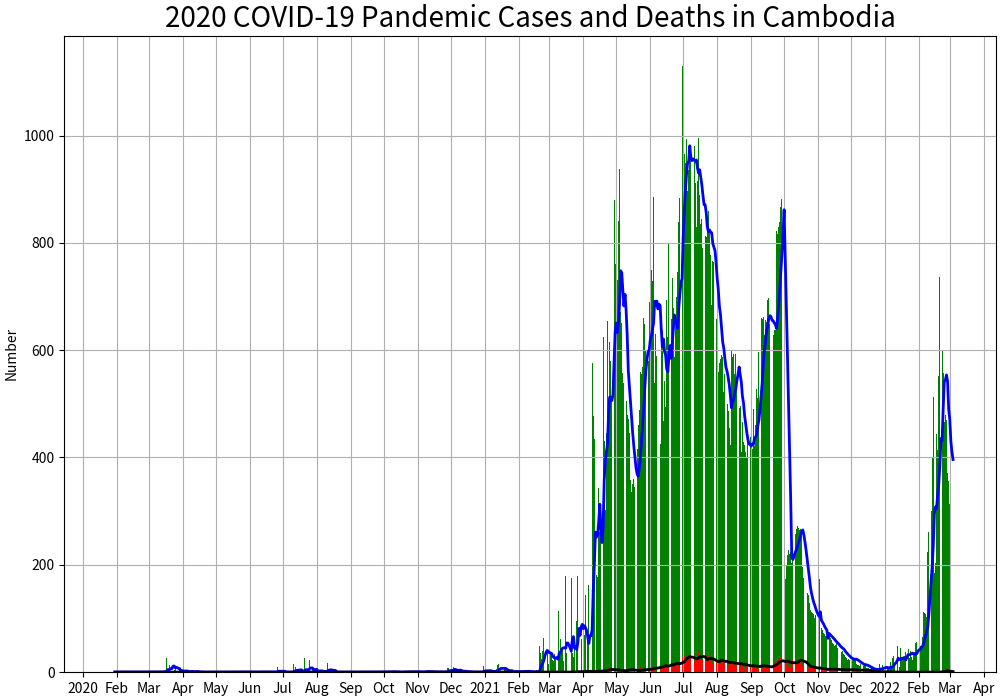 2020 COVID-19 Pandemic Cases and Deaths in Cambodia
Number
1000
800
600
400
200
0
2020 Feb Mar Apr May Jun Jul Aug Sep Oct Nov Dec 2021 Feb Mar Apr May Jun Jul Aug Sep Oct Nov Dec 2022 Feb Mar Apr